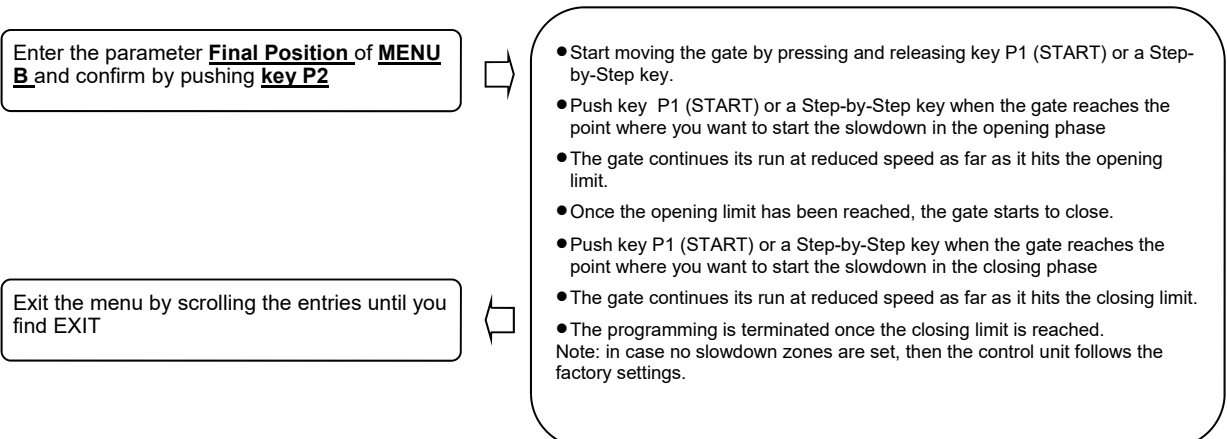 Enter the parameter Final Position of MENU
B and confirm by pushing key P2
●Start moving the gate by pressing and releasing key P1 (START) or a Step-
by-Step key.
●Push key P1 (START) or a Step-by-Step key when the gate reaches the
point where you want to start the slowdown in the opening phase
●The gate continues its run at reduced speed as far as it hits the opening
limit.
●Once the opening limit has been reached, the gate starts to close.
●Push key P1 (START) or a Step-by-Step key when the gate reaches the
point where you want to start the slowdown in the closing phase
●The gate continues its run at reduced speed as far as it hits the closing limit.
●The programming is terminated once the closing limit is reached.
Note: in case no slowdown zones are set, then the control unit follows the
factory settings.
Exit the menu by scrolling the entries until you
find EXIT